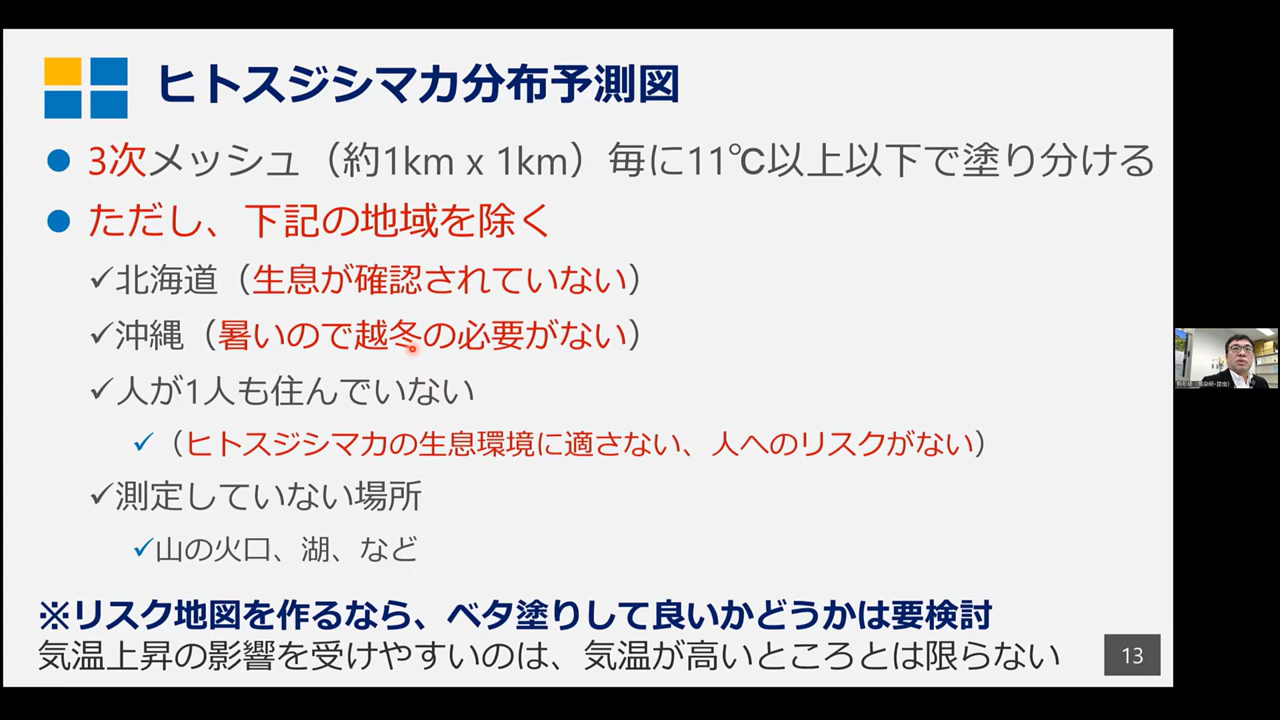 ヒトスジシマカ分布予測図
3次メッシュ（約1km x 1km）毎に11℃以上以下で塗り分ける
ただし、下記の地域を除く
✓北海道（生息が確認されていない）
✓沖縄（暑いので越冬の必要がない）
✓人が1人も住んでいない
✓（ヒトスジシマカの生息環境に適さない、人へのリスクがない）
✓測定していない場所
✓山の火口、湖、など
※リスク地図を作るなら、ベタ塗りして良いかどうかは要検討
気温上昇の影響を受けやすいのは、気温が高いところとは限らない
13